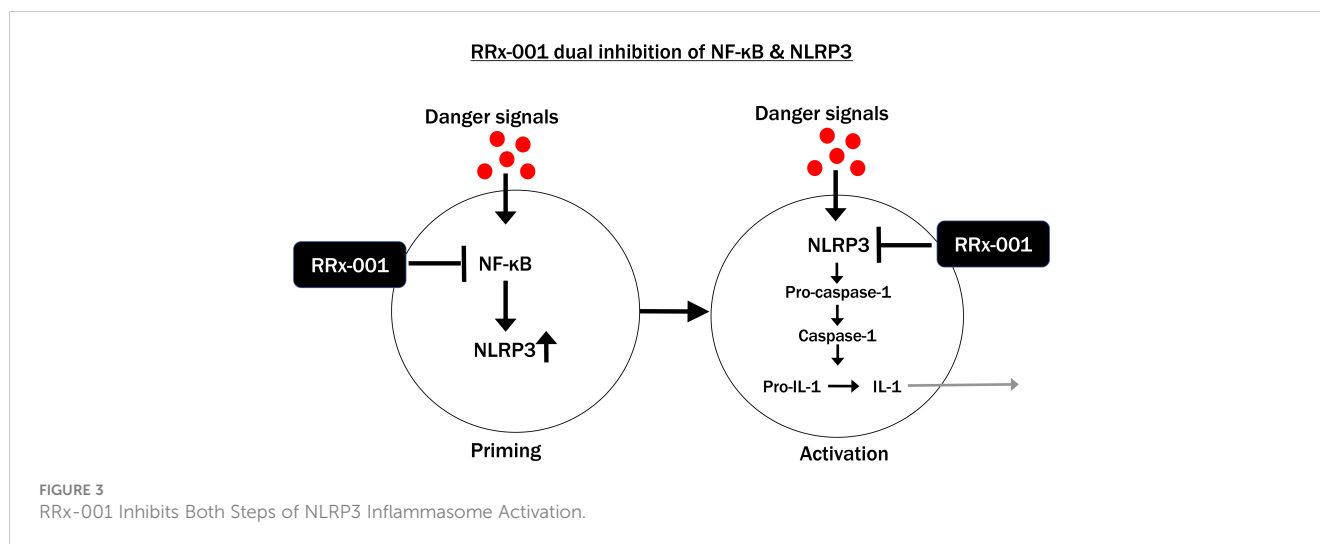 RRx-001 dual inhibition of NF-κB & NLRP3
Danger signals
RRx-001
NF-κB
NLRP3
Priming
Danger signals
NLRP3
RRx-001
Pro-caspase-1
Caspase-1
Pro-IL-1
IL-1
Activation
FIGURE 3
RRx-001 Inhibits Both Steps of NLRP3 Inflammasome Activation.